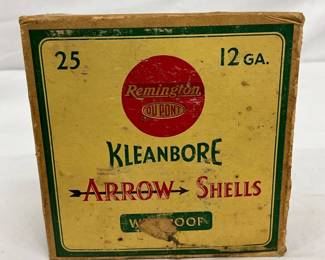 25 12 GA.
Remington
DU PONT
KLEANBORE
ARROW SHELLS